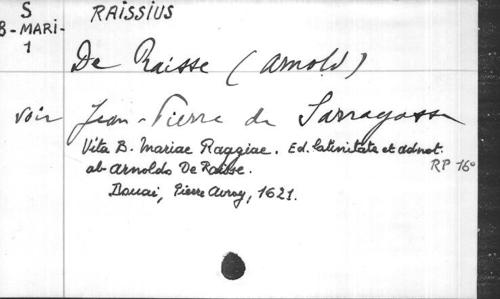 S
B-MARI-
1
RAISSIUS
De Raisse (Arnold)
voir Jean-Pierre de Sarragosse
Vita B. Mariae Raggiae. Ed. latinitate et adnot.
ab Arnoldo De Raisse.
RP 16°
Douai, Pierre Avroy, 1621.